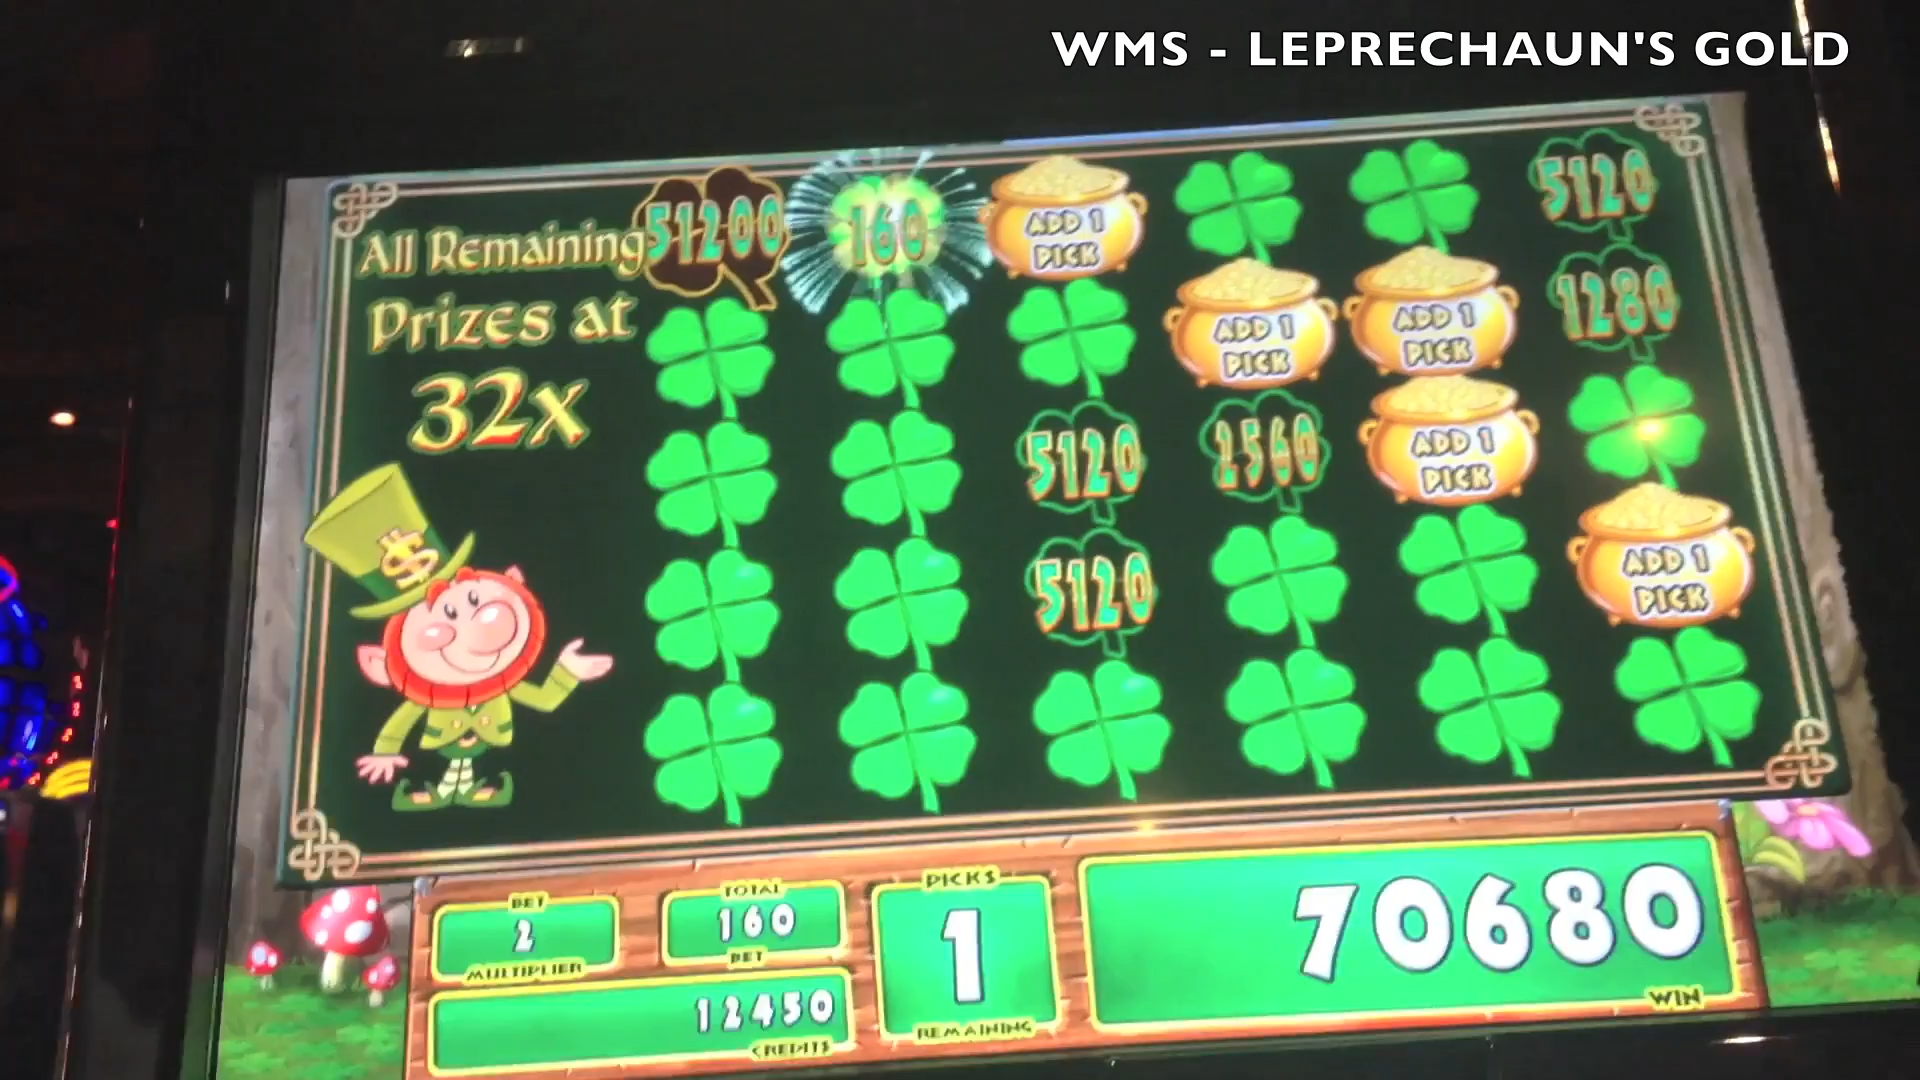 WMS - LEPRECHAUN'S GOLD
All Remaining
Prizes at
32x
$
51200
160
ADD 1
PICK
5120
ADD 1
PICK
ADD 1
PICK
1280
5120
2560
ADD 1
PICK
5120
ADD 1
PICK
BET
2
MULTIPLIER
TOTAL
160
BET
12450
CREDITS
PICKS
1
REMAINING
70680
WIN